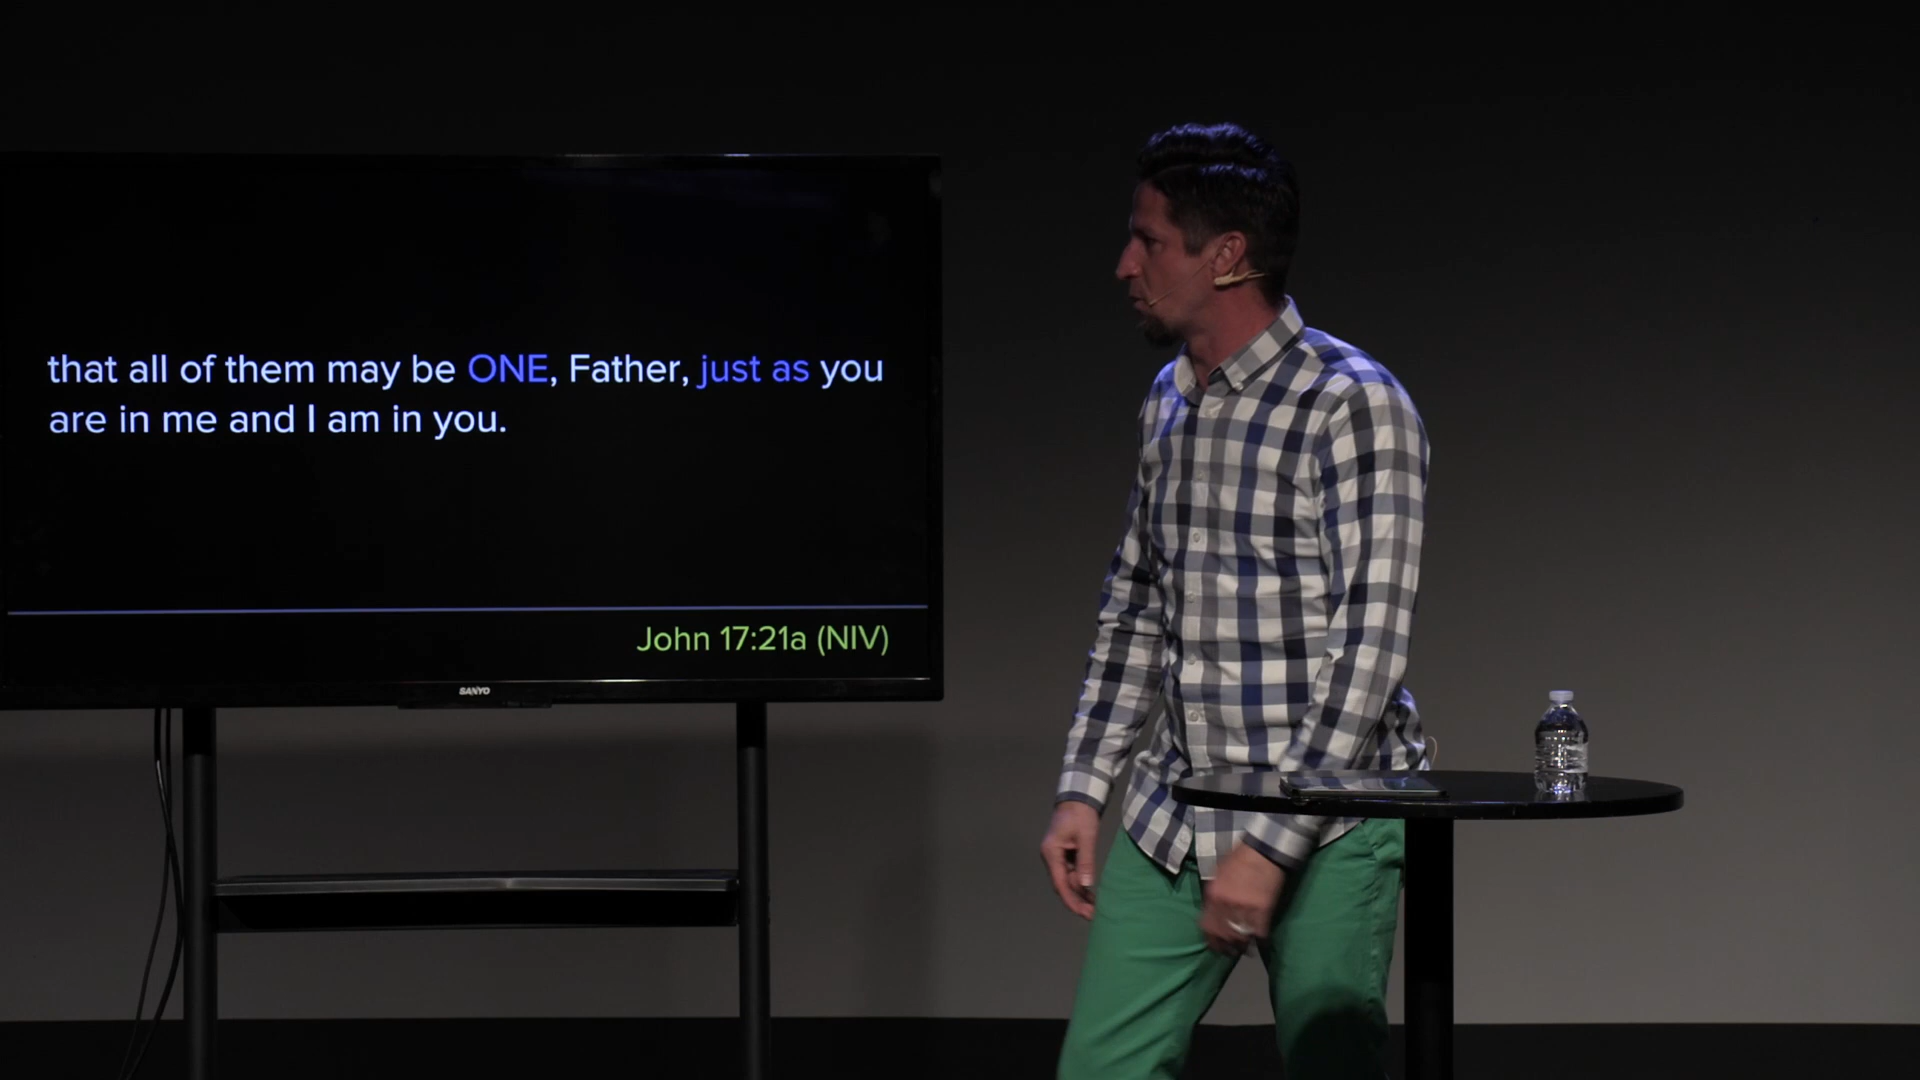 that all of them may be ONE, Father, just as you
are in me and I am in you.
John 17:21a (NIV)
SANYO